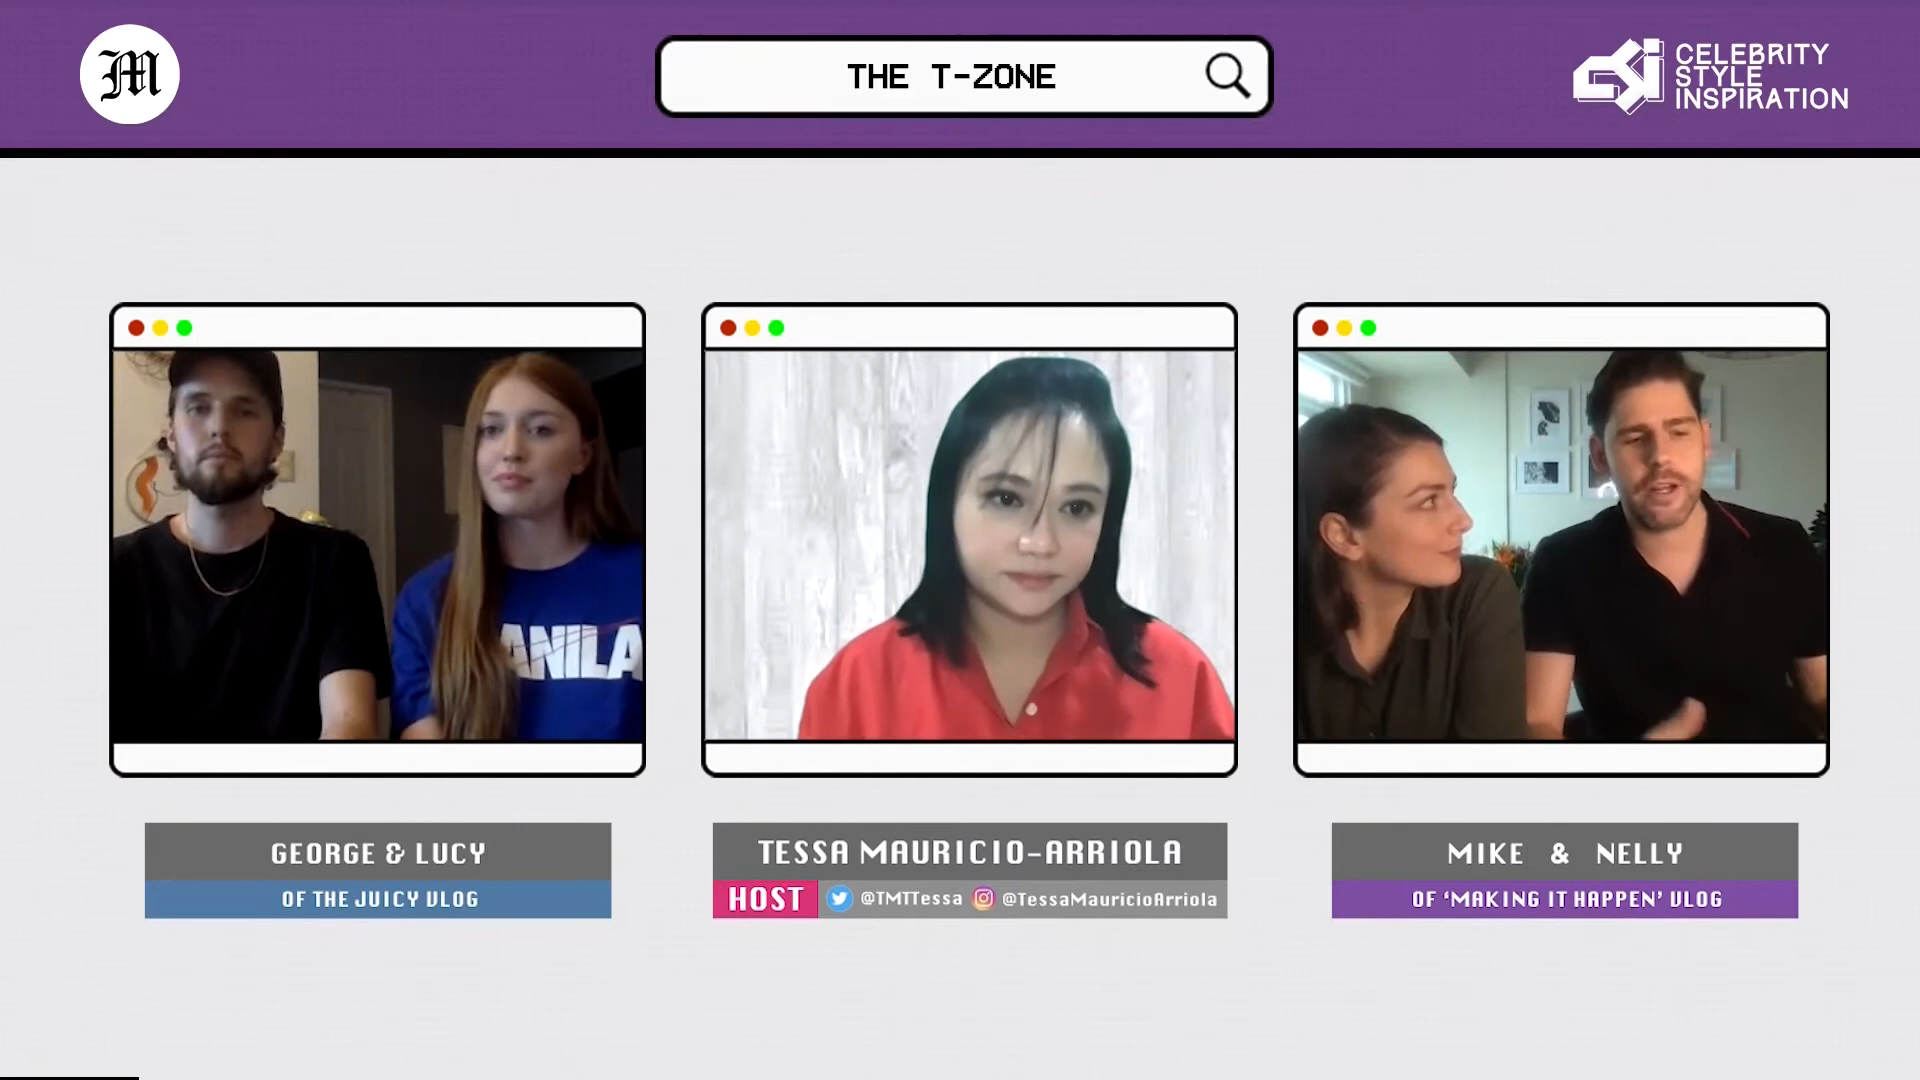 M
THE T-ZONE
CELEBRITY
STYLE
INSPIRATION
ANILA
GEORGE & LUCY
OF THE JUICY VLOG
TESSA MAURICIO-ARRIOLA
HOST @TMTTessa @TessaMauricioArriola
MIKE & NELLY
OF ‘MAKING IT HAPPEN’ VLOG